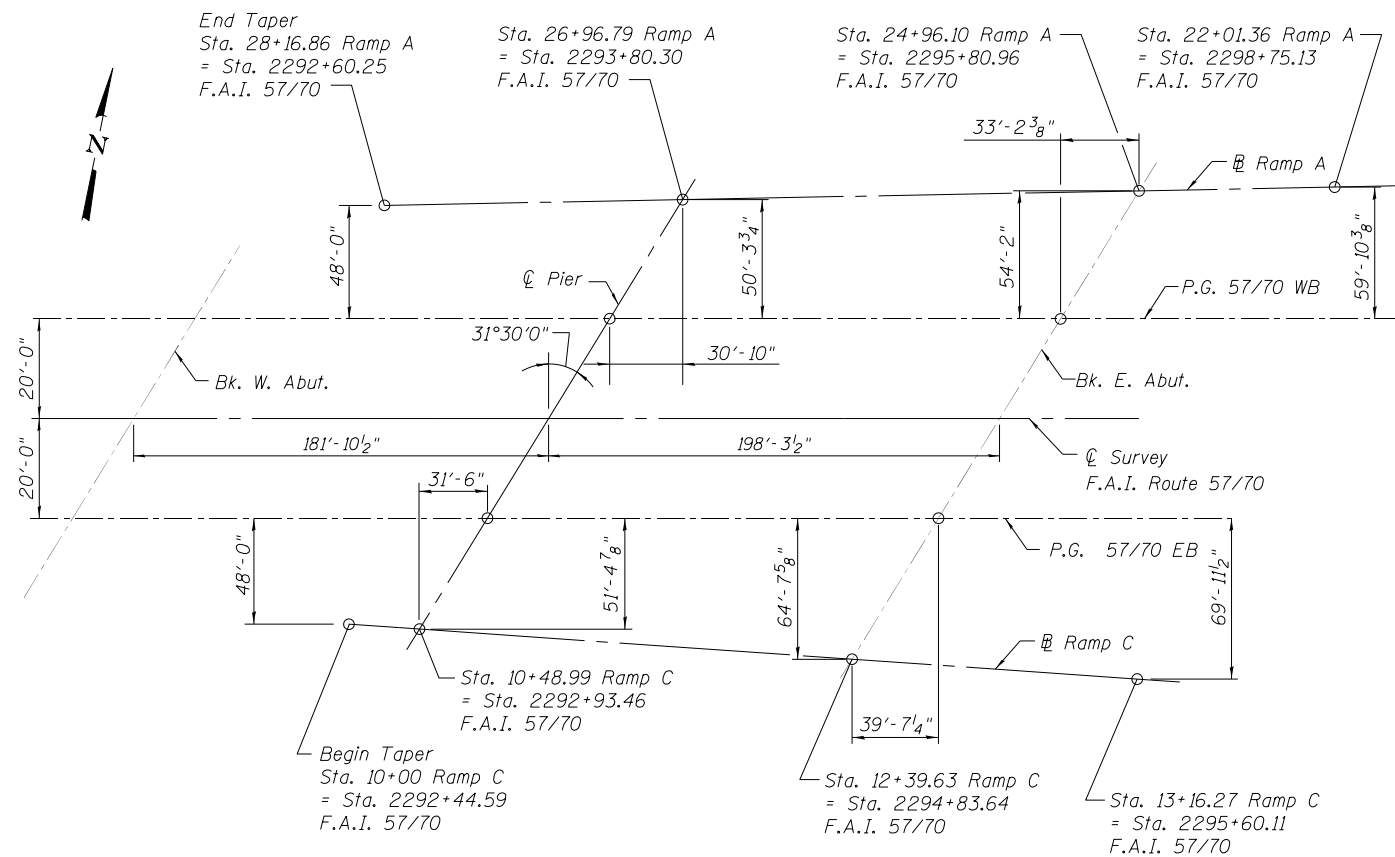 End Taper
Sta. 28+16.86 Ramp A
= Sta. 2292+60.25
F.A.I. 57/70
Sta. 26+96.79 Ramp A
= Sta. 2293+80.30
F.A.I. 57/70
Sta. 24+96.10 Ramp A
= Sta. 2295+80.96
F.A.I. 57/70
Sta. 22+01.36 Ramp A
= Sta. 2298+75.13
F.A.I. 57/70
N
33'-2 3/8"
℄ Ramp A
48'-0"
50'-3 3/4"
54'-2"
59'-10 3/8"
℄ Pier
P.G. 57/70 WB
31°30'0"
30'-10"
20'-0"
Bk. W. Abut.
Bk. E. Abut.
181'-10 1/2"
198'-3 1/2"
℄ Survey
F.A.I. Route 57/70
20'-0"
31'-6"
P.G. 57/70 EB
48'-0"
51'-4 7/8"
64'-7 5/8"
69'-11 1/2"
℄ Ramp C
Sta. 10+48.99 Ramp C
= Sta. 2292+93.46
F.A.I. 57/70
39'-7 1/4"
Begin Taper
Sta. 10+00 Ramp C
= Sta. 2292+44.59
F.A.I. 57/70
Sta. 12+39.63 Ramp C
= Sta. 2294+83.64
F.A.I. 57/70
Sta. 13+16.27 Ramp C
= Sta. 2295+60.11
F.A.I. 57/70